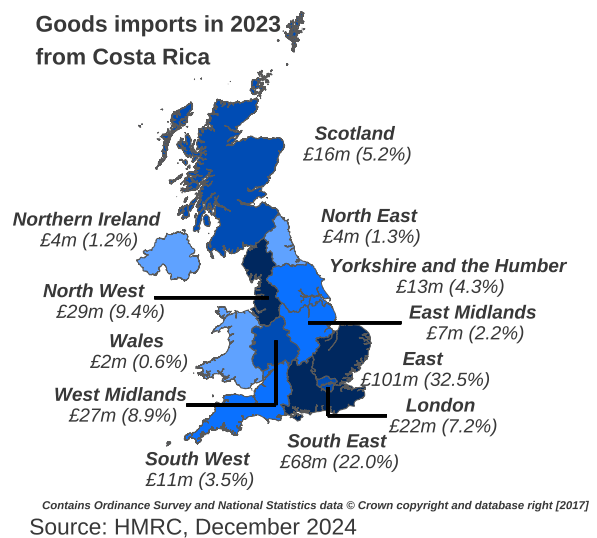 Goods imports in 2023
from Costa Rica
Scotland
£16m (5.2%)
Northern Ireland
£4m (1.2%)
North East
£4m (1.3%)
Yorkshire and the Humber
£13m (4.3%)
North West
£29m (9.4%)
East Midlands
£7m (2.2%)
Wales
£2m (0.6%)
East
£101m (32.5%)
West Midlands
£27m (8.9%)
London
£22m (7.2%)
South East
£68m (22.0%)
South West
£11m (3.5%)
Contains Ordinance Survey and National Statistics data © Crown copyright and database right [2017]
Source: HMRC, December 2024